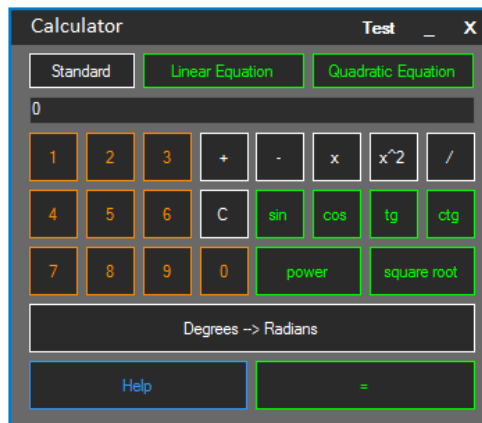 Calculator Test _ X
Standard Linear Equation Quadratic Equation
0
1 2 3 + - x x^2 /
4 5 6 C sin cos tg ctg
7 8 9 0 power square root
Degrees --> Radians
Help =